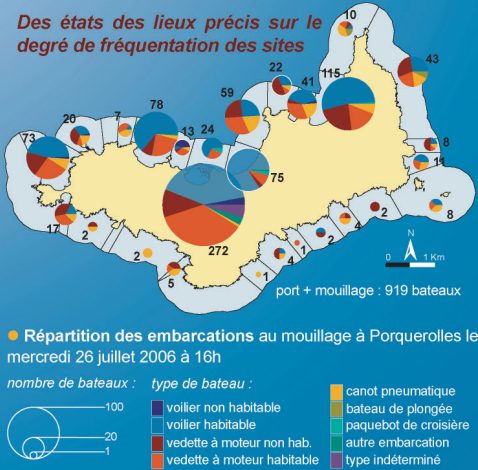 Des états des lieux précis sur le
degré de fréquentation des sites
10
43
22
41
115
59
7
78
20
13
24
73
75
8
11
8
17
2
272
2
4
2
1
4
1
2
5
N
0 1 Km
port + mouillage : 919 bateaux
Répartition des embarcations au mouillage à Porquerolles le
mercredi 26 juillet 2006 à 16h
nombre de bateaux :
100
20
1
type de bateau :
voilier non habitable
voilier habitable
vedette à moteur non hab.
vedette à moteur habitable
canot pneumatique
bateau de plongée
paquebot de croisière
autre embarcation
type indéterminé